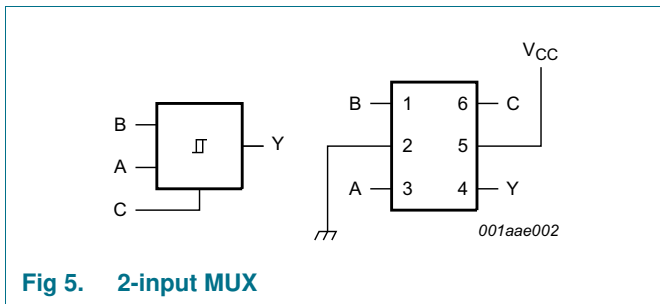 VCC
B
A
C
Y
B 1 6 C
2 5
A 3 4 Y
001aae002
Fig 5. 2-input MUX